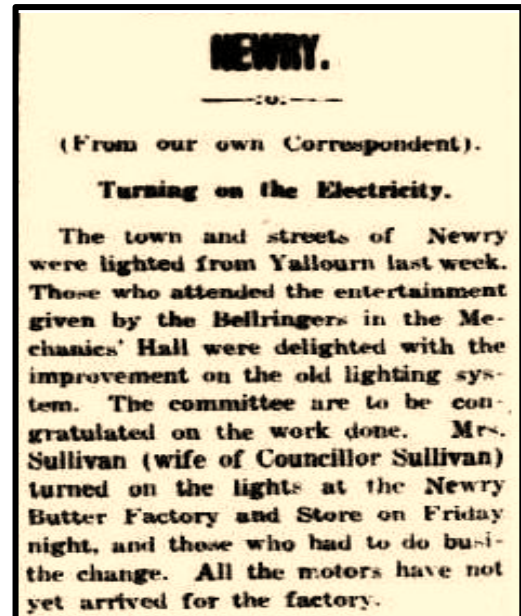 NEWRY.
—:o:—
(From our own Correspondent).
Turning on the Electricity.
The town and streets of Newry
were lighted from Yallourn last week.
Those who attended the entertainment
given by the Bellringers in the Me-
chanics' Hall were delighted with the
improvement on the old lighting sys-
tem. The committee are to be con-
gratulated on the work done. Mrs.
Sullivan (wife of Councillor Sullivan)
turned on the lights at the Newry
Butter Factory and Store on Friday
night, and those who had to do busi-
the change. All the motors have not
yet arrived for the factory.